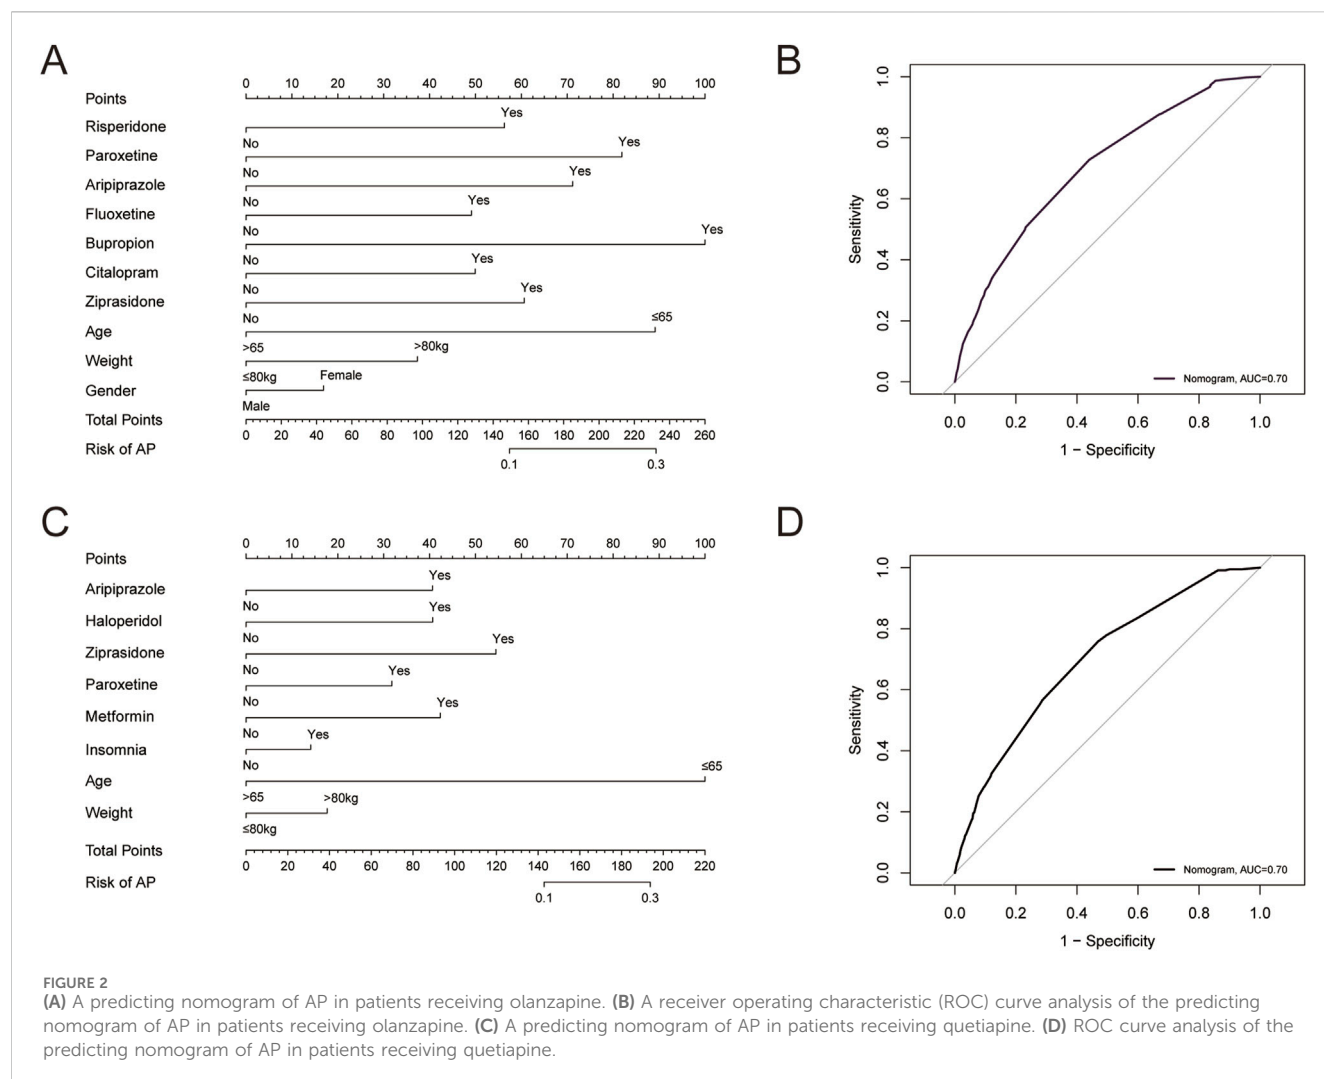 A
0 10 20 30 40 50 60 70 80 90 100
Points
Yes
Risperidone
No
Yes
Paroxetine
No
Yes
Aripiprazole
No
Yes
Fluoxetine
No
Yes
Bupropion
No
Yes
Citalopram
No
Yes
Ziprasidone
No
≤65
Age
>65
>80kg
Weight
≤80kg
Female
Gender
Male
Total Points
0 20 40 60 80 100 120 140 160 180 200 220 240 260
Risk of AP
0.1 0.3
B
1.0
0.8
0.6
0.4
0.2
0.0
Sensitivity
Nomogram, AUC=0.70
0.0 0.2 0.4 0.6 0.8 1.0
1 − Specificity
C
0 10 20 30 40 50 60 70 80 90 100
Points
Yes
Aripiprazole
No
Yes
Haloperidol
No
Yes
Ziprasidone
No
Yes
Paroxetine
No
Yes
Metformin
No
Yes
Insomnia
No
≤65
Age
>65
>80kg
Weight
≤80kg
Total Points
0 20 40 60 80 100 120 140 160 180 200 220
Risk of AP
0.1 0.3
D
1.0
0.8
0.6
0.4
0.2
0.0
Sensitivity
Nomogram, AUC=0.70
0.0 0.2 0.4 0.6 0.8 1.0
1 − Specificity
FIGURE 2
(A) A predicting nomogram of AP in patients receiving olanzapine. (B) A receiver operating characteristic (ROC) curve analysis of the predicting
nomogram of AP in patients receiving olanzapine. (C) A predicting nomogram of AP in patients receiving quetiapine. (D) ROC curve analysis of the
predicting nomogram of AP in patients receiving quetiapine.